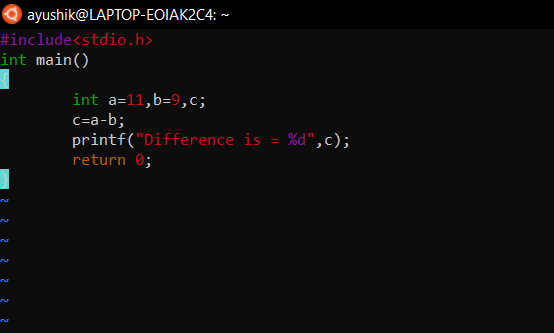 ayushik@LAPTOP-EOIAK2C4: ~
#include<stdio.h>
int main()
{
        int a=11,b=9,c;
        c=a-b;
        printf("Difference is = %d",c);
        return 0;
}
~
~
~
~
~
~
~